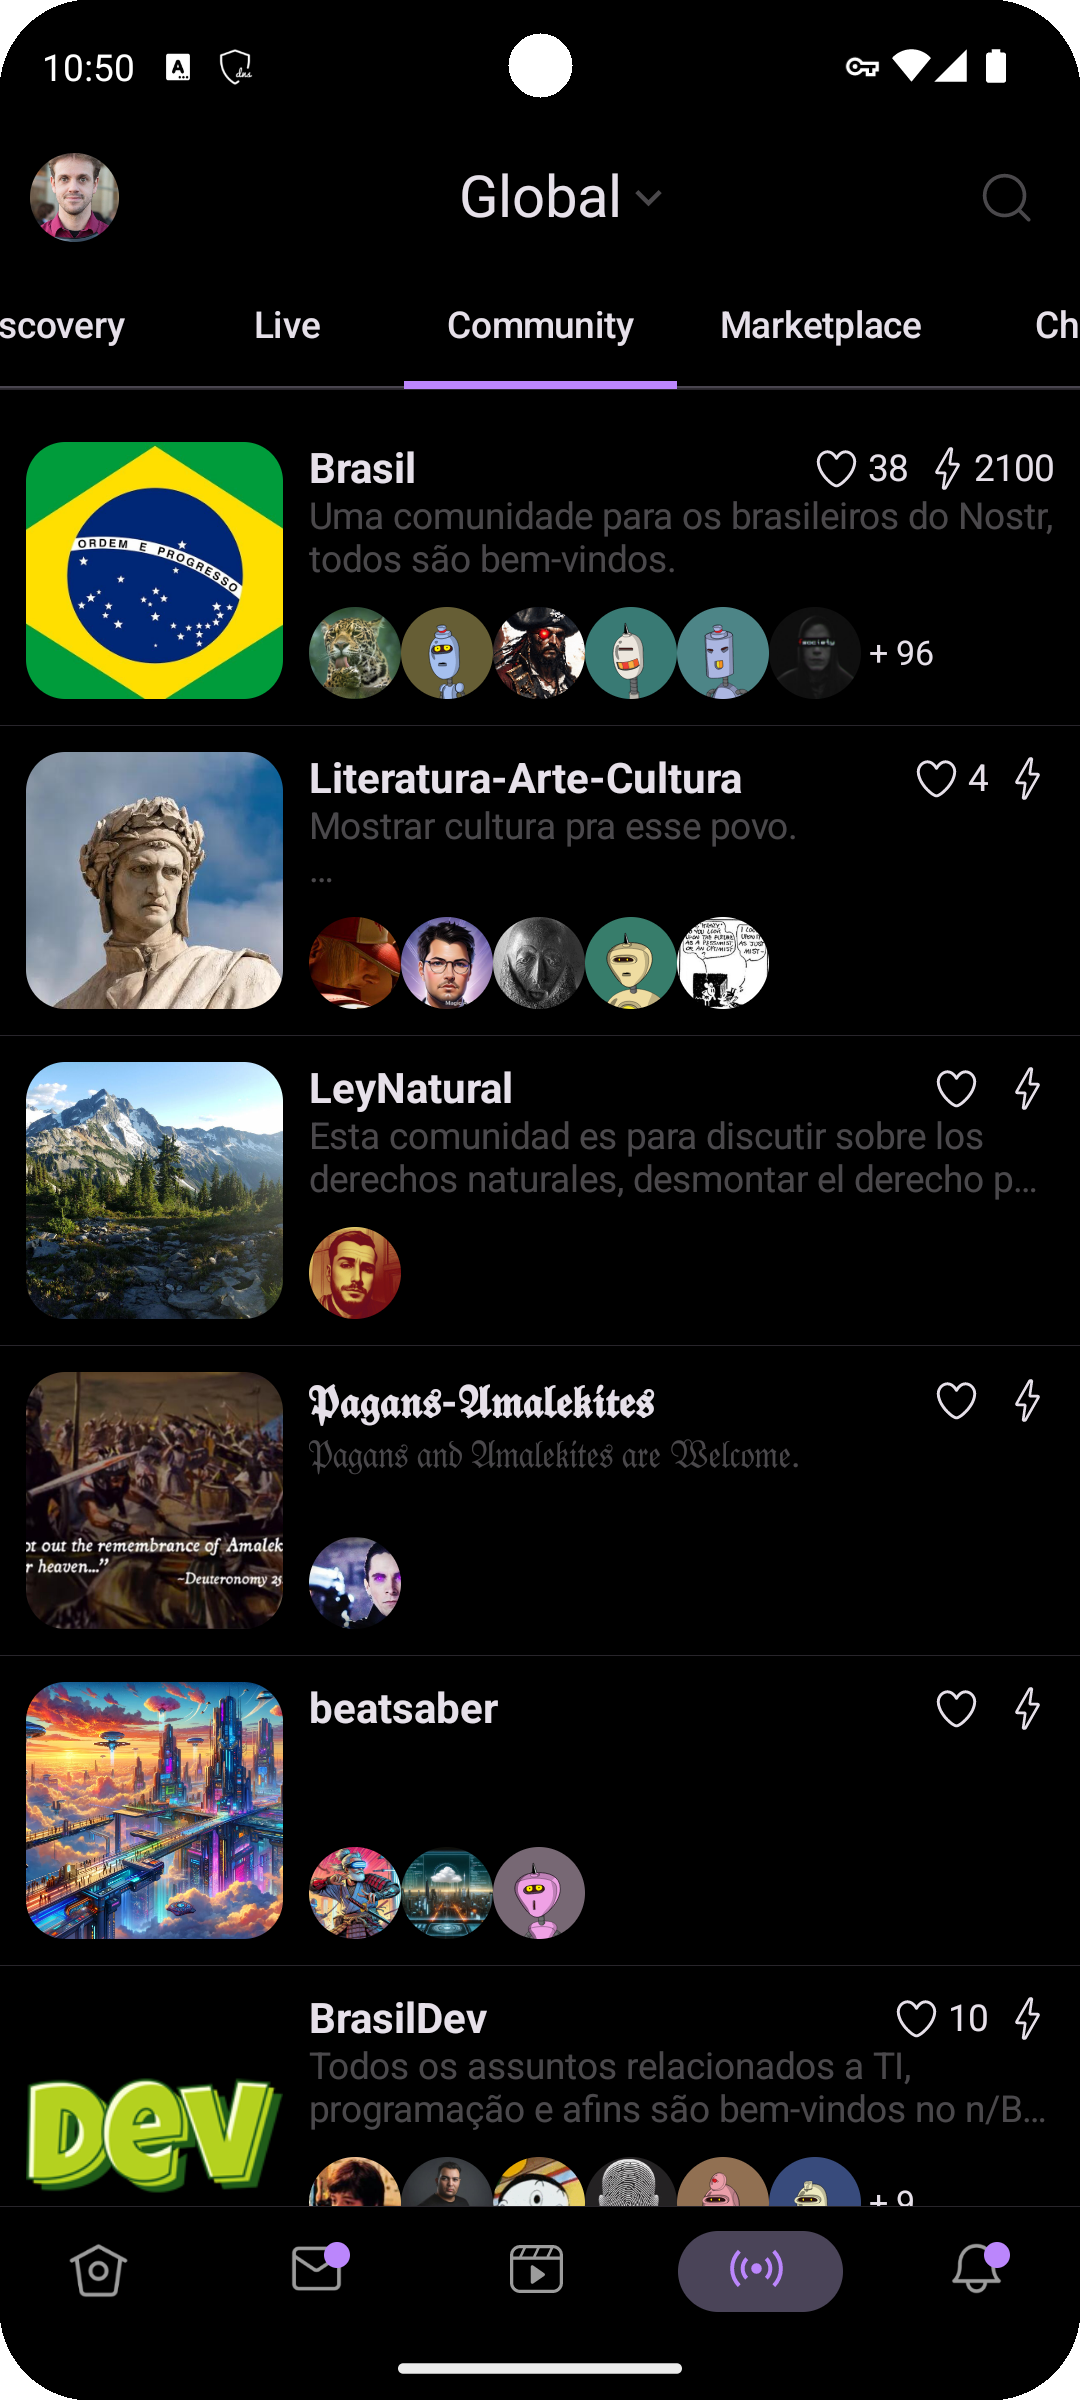 10:50
Global
scovery Live Community Marketplace Ch
Brasil 38 2100
Uma comunidade para os brasileiros do Nostr,
todos são bem-vindos.
ORDEM E PROGRESSO
+ 96
Literatura-Arte-Cultura 4
Mostrar cultura pra esse povo.
...
LeyNatural
Esta comunidad es para discutir sobre los
derechos naturales, desmontar el derecho p...
𝕻𝖆𝖌𝖆𝖓𝖘-𝕬𝖒𝖆𝖑𝖊𝖐𝖎𝖙𝖊𝖘
𝔓𝔞𝔤𝔞𝔫𝔰 𝔞𝔫𝔡 𝔄𝔪𝔞𝔩𝔢𝔨𝔦𝔱𝔢𝔰 𝔞𝔯𝔢 𝔚𝔢𝔩𝔠𝔬𝔪𝔢.
ot out the remembrance of Amalek
r heaven..."
~Deuteronomy 25
beatsaber
BrasilDev 10
Todos os assuntos relacionados a TI,
programação e afins são bem-vindos no n/B...
DEV
+ 9